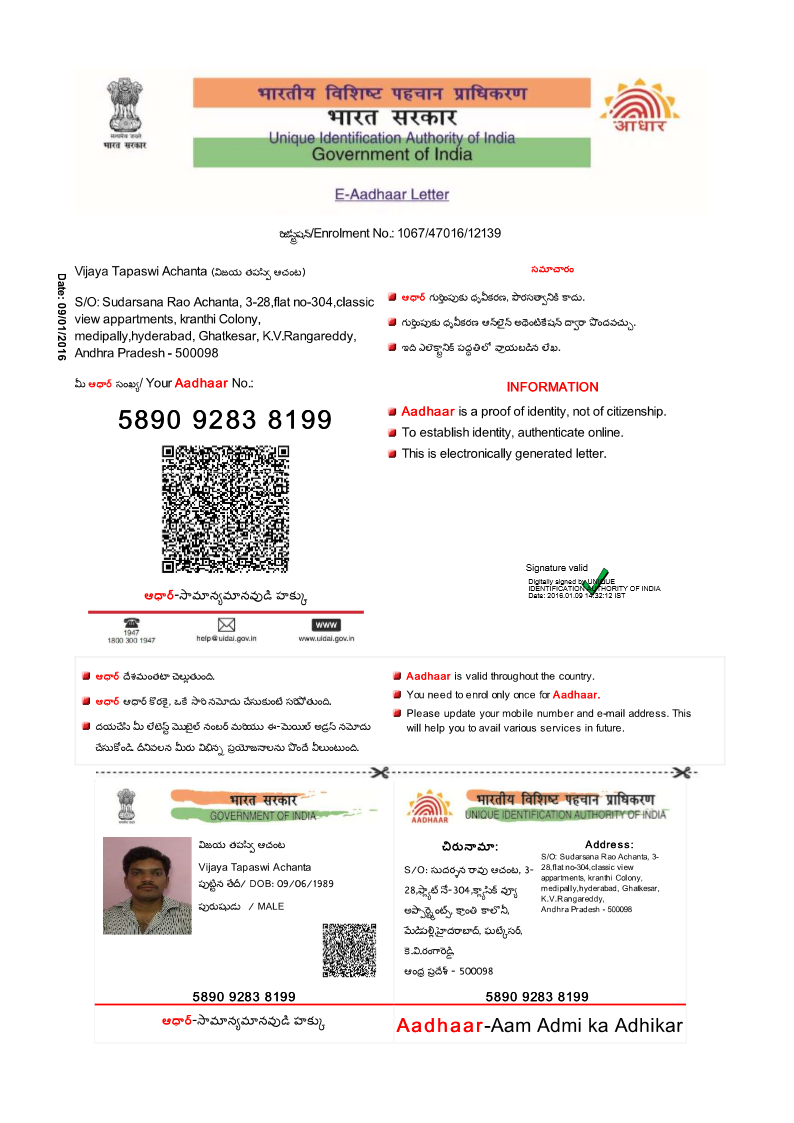 भारतीय विशिष्ट पहचान प्राधिकरण
भारत सरकार
Unique Identification Authority of India
Government of India
सत्यमेव जयते
भारत सरकार
आधार
E-Aadhaar Letter
రిజిస్ట్రేషన్/Enrolment No.: 1067/47016/12139
Date: 09/01/2016
Vijaya Tapaswi Achanta (విజయ తపస్వి ఆచంట)
S/O: Sudarsana Rao Achanta, 3-28,flat no-304,classic
view appartments, kranthi Colony,
medipally,hyderabad, Ghatkesar, K.V.Rangareddy,
Andhra Pradesh - 500098
మీ ఆధార్ సంఖ్య/ Your Aadhaar No.:
5890 9283 8199
ఆధార్-సామాన్యమానవుడి హక్కు
1947
1800 300 1947
help@uidai.gov.in
www
www.uidai.gov.in
సమాచారం
ఆధార్ గుర్తింపుకు ధృవీకరణ, పౌరసత్వానికి కాదు.
గుర్తింపుకు ధృవీకరణ ఆన్‌లైన్ అథెంటికేషన్ ద్వారా పొందవచ్చు.
ఇది ఎలెక్ట్రానిక్ పద్ధతిలో వ్రాయబడిన లేఖ.
INFORMATION
Aadhaar is a proof of identity, not of citizenship.
To establish identity, authenticate online.
This is electronically generated letter.
Signature valid
Digitally signed by UNIQUE
IDENTIFICATION AUTHORITY OF INDIA
Date: 2016.01.09 14:32:12 IST
ఆధార్ దేశమంతటా చెల్లుతుంది.
ఆధార్ ఆధార్ కొరకై, ఒకే సారి నమోదు చేసుకుంటే సరిపోతుంది.
దయచేసి మీ లేటెస్ట్ మొబైల్ నంబర్ మరియు ఈ-మెయిల్ అడ్రస్ నమోదు
చేసుకోండి. దీనివలన మీరు విభిన్న ప్రయోజనాలను పొందే వీలుంటుంది.
Aadhaar is valid throughout the country.
You need to enrol only once for Aadhaar.
Please update your mobile number and e-mail address. This
will help you to avail various services in future.
भारत सरकार
GOVERNMENT OF INDIA
విజయ తపస్వి ఆచంట
Vijaya Tapaswi Achanta
పుట్టిన తేదీ/ DOB: 09/06/1989
పురుషుడు / MALE
5890 9283 8199
ఆధార్-సామాన్యమానవుడి హక్కు
AADHAAR
भारतीय विशिष्ट पहचान प्राधिकरण
UNIQUE IDENTIFICATION AUTHORITY OF INDIA
చిరునామా:
S/O: సుదర్శన రావు ఆచంట, 3-
28,ఫ్లాట్ నో-304,క్లాసిక్ వ్యూ
అప్పార్ట్మెంట్స్, క్రాంతి కాలొనీ,
మేడిపల్లి,హైదరాబాద్, ఘట్కేసర్,
కె.వి.రంగారెడ్డి,
ఆంధ్ర ప్రదేశ్ - 500098
Address:
S/O: Sudarsana Rao Achanta, 3-
28,flat no-304,classic view
appartments, kranthi Colony,
medipally,hyderabad, Ghatkesar,
K.V.Rangareddy,
Andhra Pradesh - 500098
5890 9283 8199
Aadhaar-Aam Admi ka Adhikar